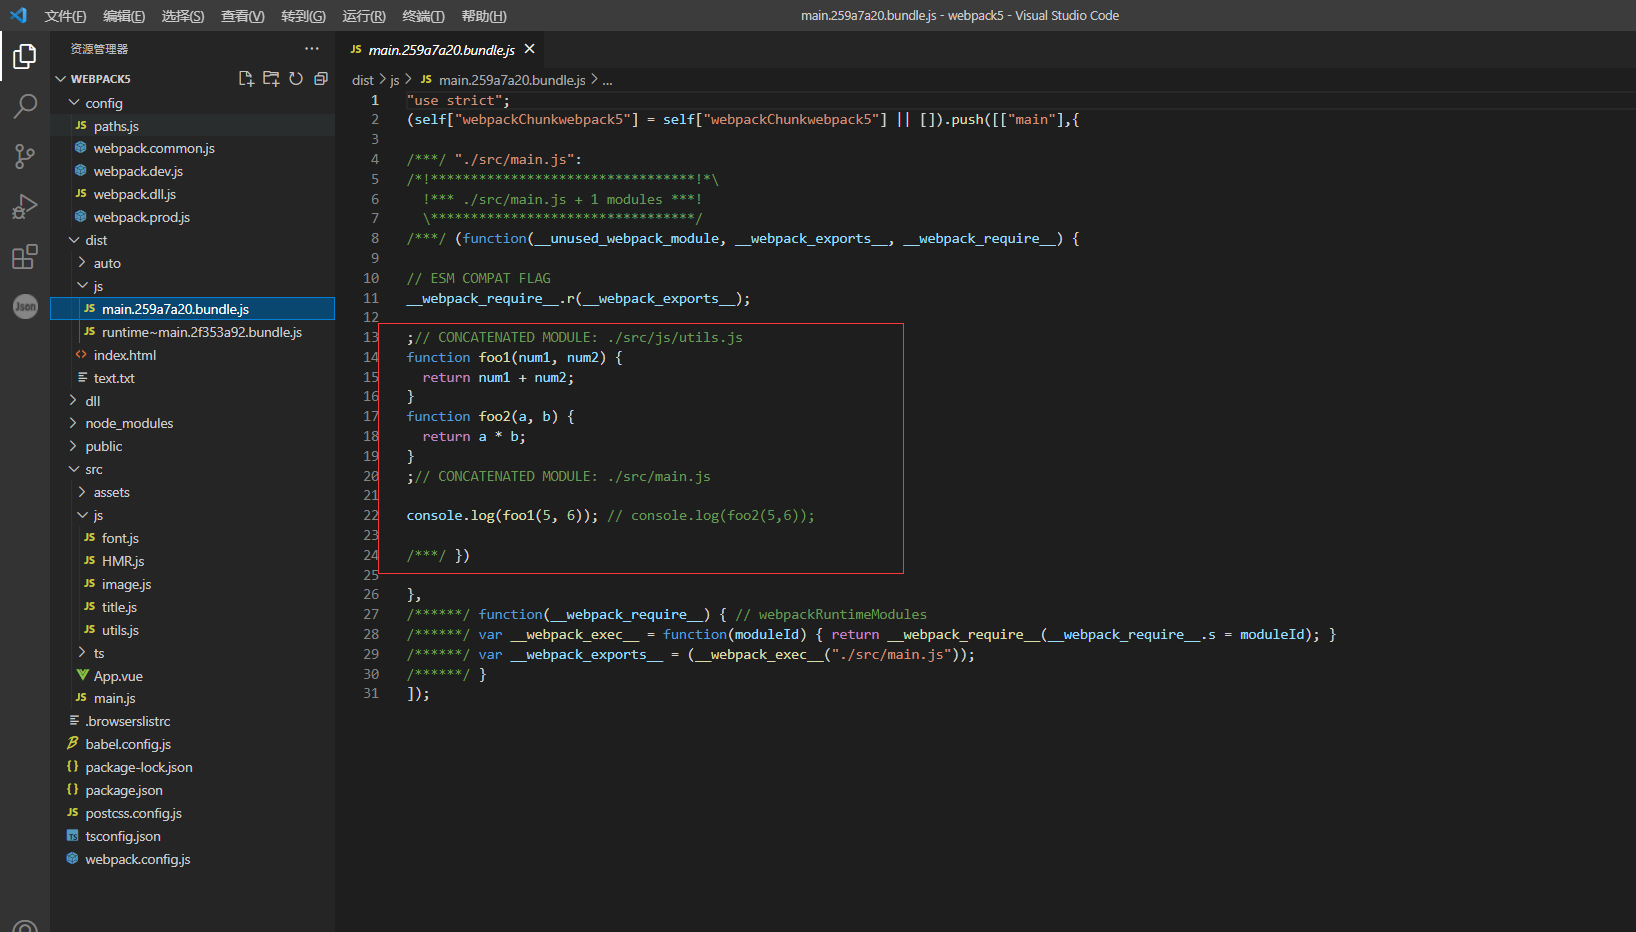 文件(F) 编辑(E) 选择(S) 查看(V) 转到(G) 运行(R) 终端(T) 帮助(H)
main.259a7a20.bundle.js - webpack5 - Visual Studio Code
资源管理器 ···
WEBPACK5
config
JS paths.js
webpack.common.js
webpack.dev.js
JS webpack.dll.js
webpack.prod.js
dist
auto
js
JS main.259a7a20.bundle.js
JS runtime~main.2f353a92.bundle.js
<> index.html
text.txt
dll
node_modules
public
src
assets
js
JS font.js
JS HMR.js
JS image.js
JS title.js
JS utils.js
ts
App.vue
JS main.js
.browserslistrc
babel.config.js
{} package-lock.json
{} package.json
JS postcss.config.js
TS tsconfig.json
webpack.config.js
Json
JS main.259a7a20.bundle.js ×
dist > js > JS main.259a7a20.bundle.js > ...
1 "use strict";
2 (self["webpackChunkwebpack5"] = self["webpackChunkwebpack5"] || []).push([["main"],{
3
4 /***/ "./src/main.js":
5 /*!*********************************!*\
6 !*** ./src/main.js + 1 modules ***!
7 \*********************************/
8 /***/ (function(__unused_webpack_module, __webpack_exports__, __webpack_require__) {
9
10 // ESM COMPAT FLAG
11 __webpack_require__.r(__webpack_exports__);
12
13 ;// CONCATENATED MODULE: ./src/js/utils.js
14 function foo1(num1, num2) {
15 return num1 + num2;
16 }
17 function foo2(a, b) {
18 return a * b;
19 }
20 ;// CONCATENATED MODULE: ./src/main.js
21
22 console.log(foo1(5, 6)); // console.log(foo2(5,6));
23
24 /***/ })
25
26 },
27 /******/ function(__webpack_require__) { // webpackRuntimeModules
28 /******/ var __webpack_exec__ = function(moduleId) { return __webpack_require__(__webpack_require__.s = moduleId); }
29 /******/ var __webpack_exports__ = (__webpack_exec__("./src/main.js"));
30 /******/ }
31 ]);